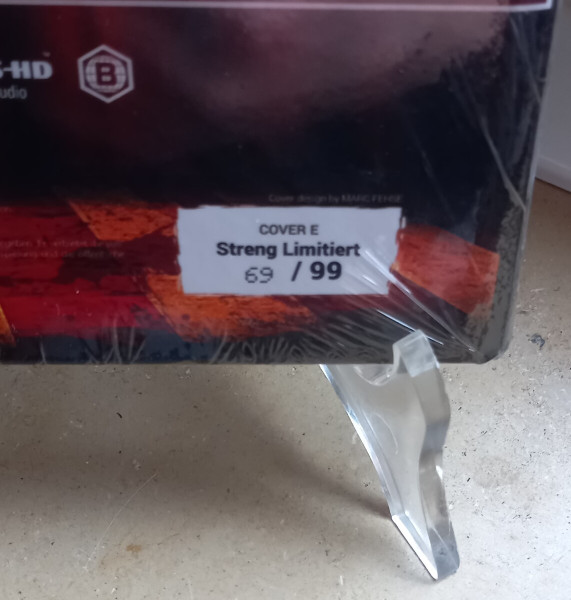 -HD
B
udio
Cover design by MARC FEHSE
COVER E
Streng Limitiert
69 / 99